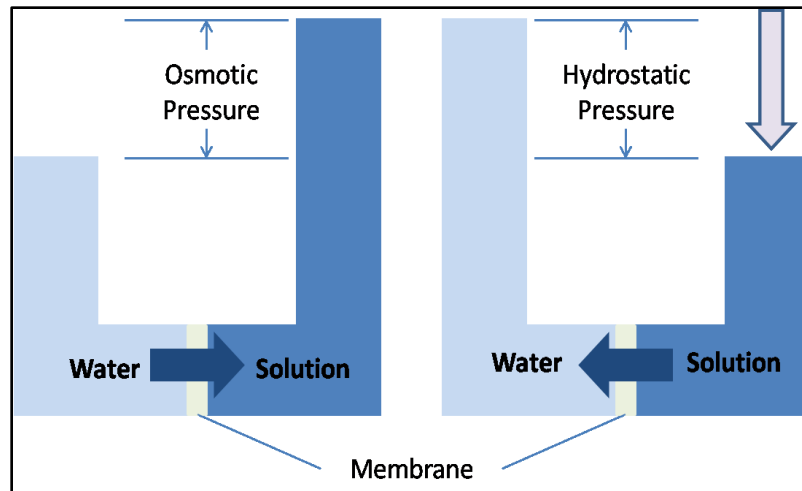 Osmotic
Pressure
Hydrostatic
Pressure
Water
Solution
Water
Solution
Membrane